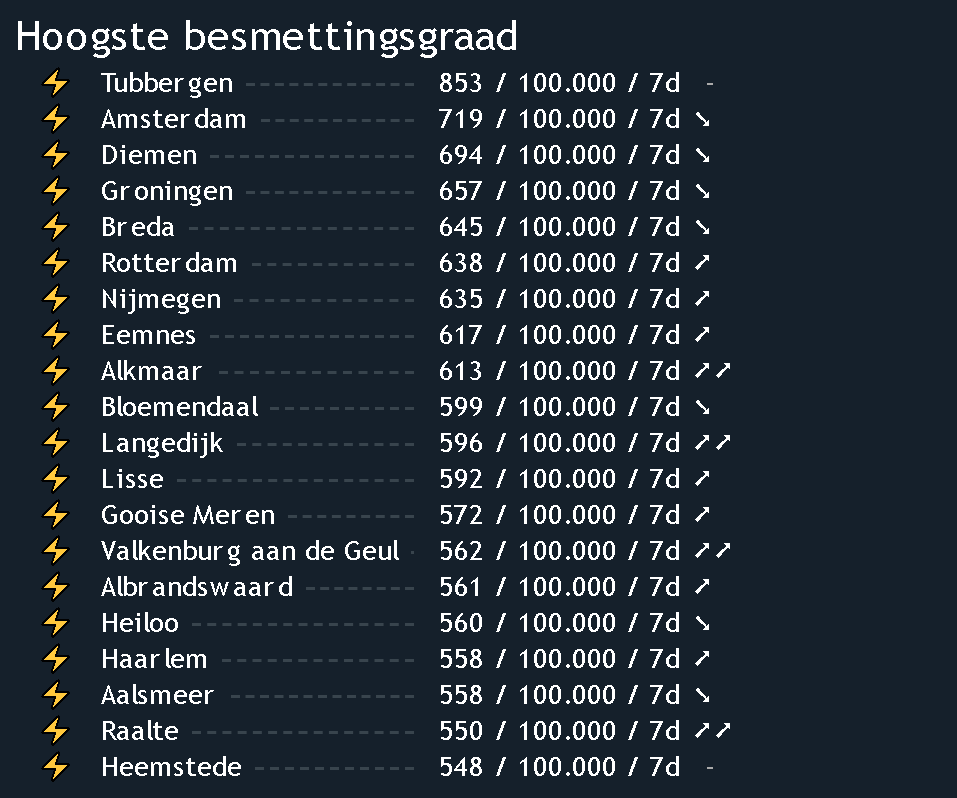 Hoogste besmettingsgraad
Tubbergen ------------ 853 / 100.000 / 7d -
Amsterdam ----------- 719 / 100.000 / 7d ➘
Diemen --------------- 694 / 100.000 / 7d ➘
Groningen ------------ 657 / 100.000 / 7d ➘
Breda ---------------- 645 / 100.000 / 7d ➘
Rotterdam ------------ 638 / 100.000 / 7d ➚
Nijmegen ------------- 635 / 100.000 / 7d ➚
Eemnes --------------- 617 / 100.000 / 7d ➚
Alkmaar -------------- 613 / 100.000 / 7d ➚➚
Bloemendaal ---------- 599 / 100.000 / 7d ➘
Langedijk ------------- 596 / 100.000 / 7d ➚➚
Lisse ----------------- 592 / 100.000 / 7d ➚
Gooise Meren --------- 572 / 100.000 / 7d ➚
Valkenburg aan de Geul - 562 / 100.000 / 7d ➚➚
Albrandswaard -------- 561 / 100.000 / 7d ➚
Heiloo ---------------- 560 / 100.000 / 7d ➘
Haarlem -------------- 558 / 100.000 / 7d ➚
Aalsmeer ------------- 558 / 100.000 / 7d ➘
Raalte ---------------- 550 / 100.000 / 7d ➚➚
Heemstede ----------- 548 / 100.000 / 7d -